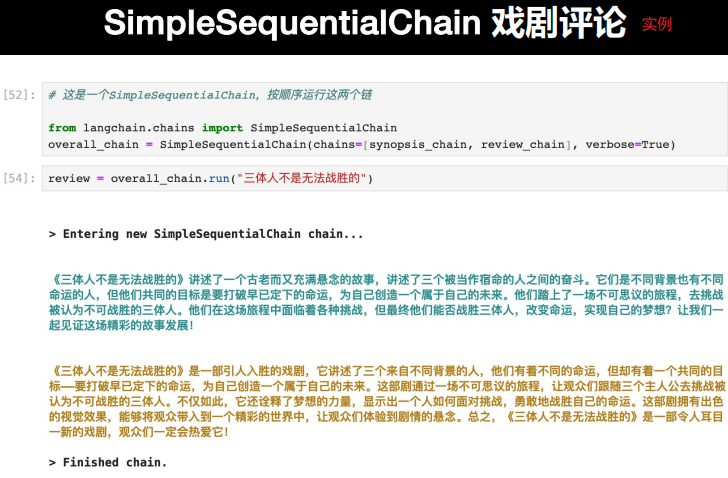 SimpleSequentialChain 戏剧评论 实例
[52]: # 这是一个SimpleSequentialChain，按顺序运行这两个链
from langchain.chains import SimpleSequentialChain
overall_chain = SimpleSequentialChain(chains=[synopsis_chain, review_chain], verbose=True)
[54]: review = overall_chain.run("三体人不是无法战胜的")
> Entering new SimpleSequentialChain chain...
《三体人不是无法战胜的》讲述了一个古老而又充满悬念的故事，讲述了三个被当作宿命的人之间的奋斗。它们是不同背景也有不同
命运的人，但他们共同的目标是要打破早已定下的命运，为自己创造一个属于自己的未来。他们踏上了一场不可思议的旅程，去挑战
被认为不可战胜的三体人。他们在这场旅程中面临着各种挑战，但最终他们能否战胜三体人，改变命运，实现自己的梦想？让我们一
起见证这场精彩的故事发展！
《三体人不是无法战胜的》是一部引人入胜的戏剧，它讲述了三个来自不同背景的人，他们有着不同的命运，但却有着一个共同的目
标——要打破早已定下的命运，为自己创造一个属于自己的未来。这部剧通过一场不可思议的旅程，让观众们跟随三个主人公去挑战被
认为不可战胜的三体人。不仅如此，它还诠释了梦想的力量，显示出一个人如何面对挑战，勇敢地战胜自己的命运。这部剧拥有出色
的视觉效果，能够将观众带入到一个精彩的世界中，让观众们体验到剧情的悬念。总之，《三体人不是无法战胜的》是一部令人耳目
一新的戏剧，观众们一定会热爱它！
> Finished chain.